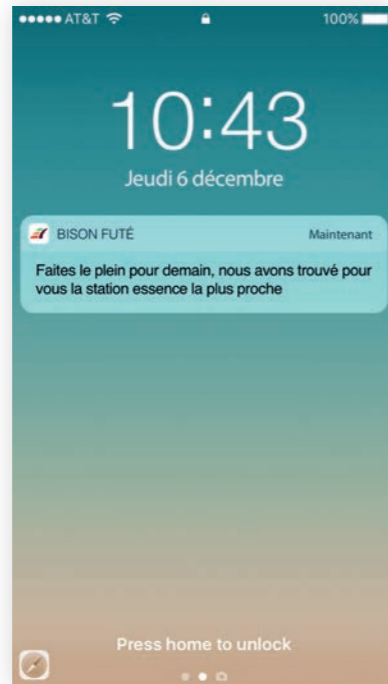 AT&T 100%
10:43
Jeudi 6 décembre
BISON FUTÉ Maintenant
Faites le plein pour demain, nous avons trouvé pour
vous la station essence la plus proche
Press home to unlock